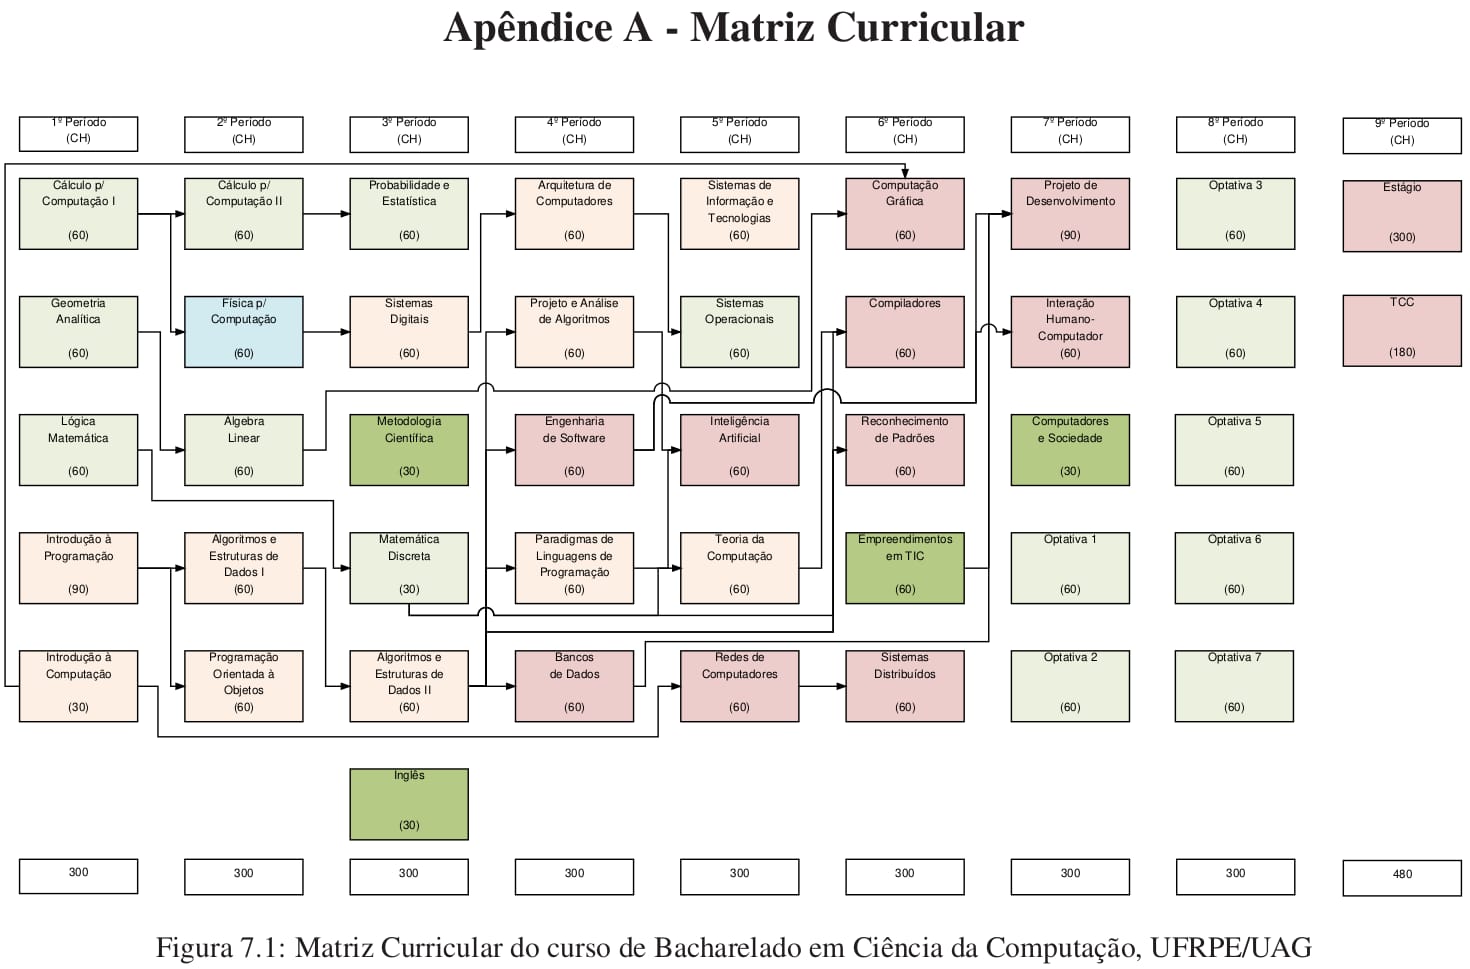 Apêndice A - Matriz Curricular
1º Período
(CH)
2º Período
(CH)
3º Período
(CH)
4º Período
(CH)
5º Período
(CH)
6º Período
(CH)
7º Período
(CH)
8º Período
(CH)
9º Período
(CH)
Cálculo p/
Computação I
(60)
Cálculo p/
Computação II
(60)
Probabilidade e
Estatística
(60)
Arquitetura de
Computadores
(60)
Sistemas de
Informação e
Tecnologias
(60)
Computação
Gráfica
(60)
Projeto de
Desenvolvimento
(90)
Optativa 3
(60)
Estágio
(300)
Geometria
Analítica
(60)
Física p/
Computação
(60)
Sistemas
Digitais
(60)
Projeto e Análise
de Algoritmos
(60)
Sistemas
Operacionais
(60)
Compiladores
(60)
Interação
Humano-
Computador
(60)
Optativa 4
(60)
TCC
(180)
Lógica
Matemática
(60)
Álgebra
Linear
(60)
Metodologia
Científica
(30)
Engenharia
de Software
(60)
Inteligência
Artificial
(60)
Reconhecimento
de Padrões
(60)
Computadores
e Sociedade
(30)
Optativa 5
(60)
Introdução à
Programação
(90)
Algoritmos e
Estruturas de
Dados I
(60)
Matemática
Discreta
(30)
Paradigmas de
Linguagens de
Programação
(60)
Teoria da
Computação
(60)
Empreendimentos
em TIC
(60)
Optativa 1
(60)
Optativa 6
(60)
Introdução à
Computação
(30)
Programação
Orientada à
Objetos
(60)
Algoritmos e
Estruturas de
Dados II
(60)
Bancos
de Dados
(60)
Redes de
Computadores
(60)
Sistemas
Distribuídos
(60)
Optativa 2
(60)
Optativa 7
(60)
Inglês
(30)
300
300
300
300
300
300
300
300
480
Figura 7.1: Matriz Curricular do curso de Bacharelado em Ciência da Computação, UFRPE/UAG